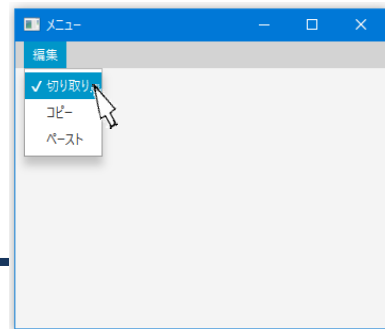 メニュー
編集
切り取り
コピー
ペースト